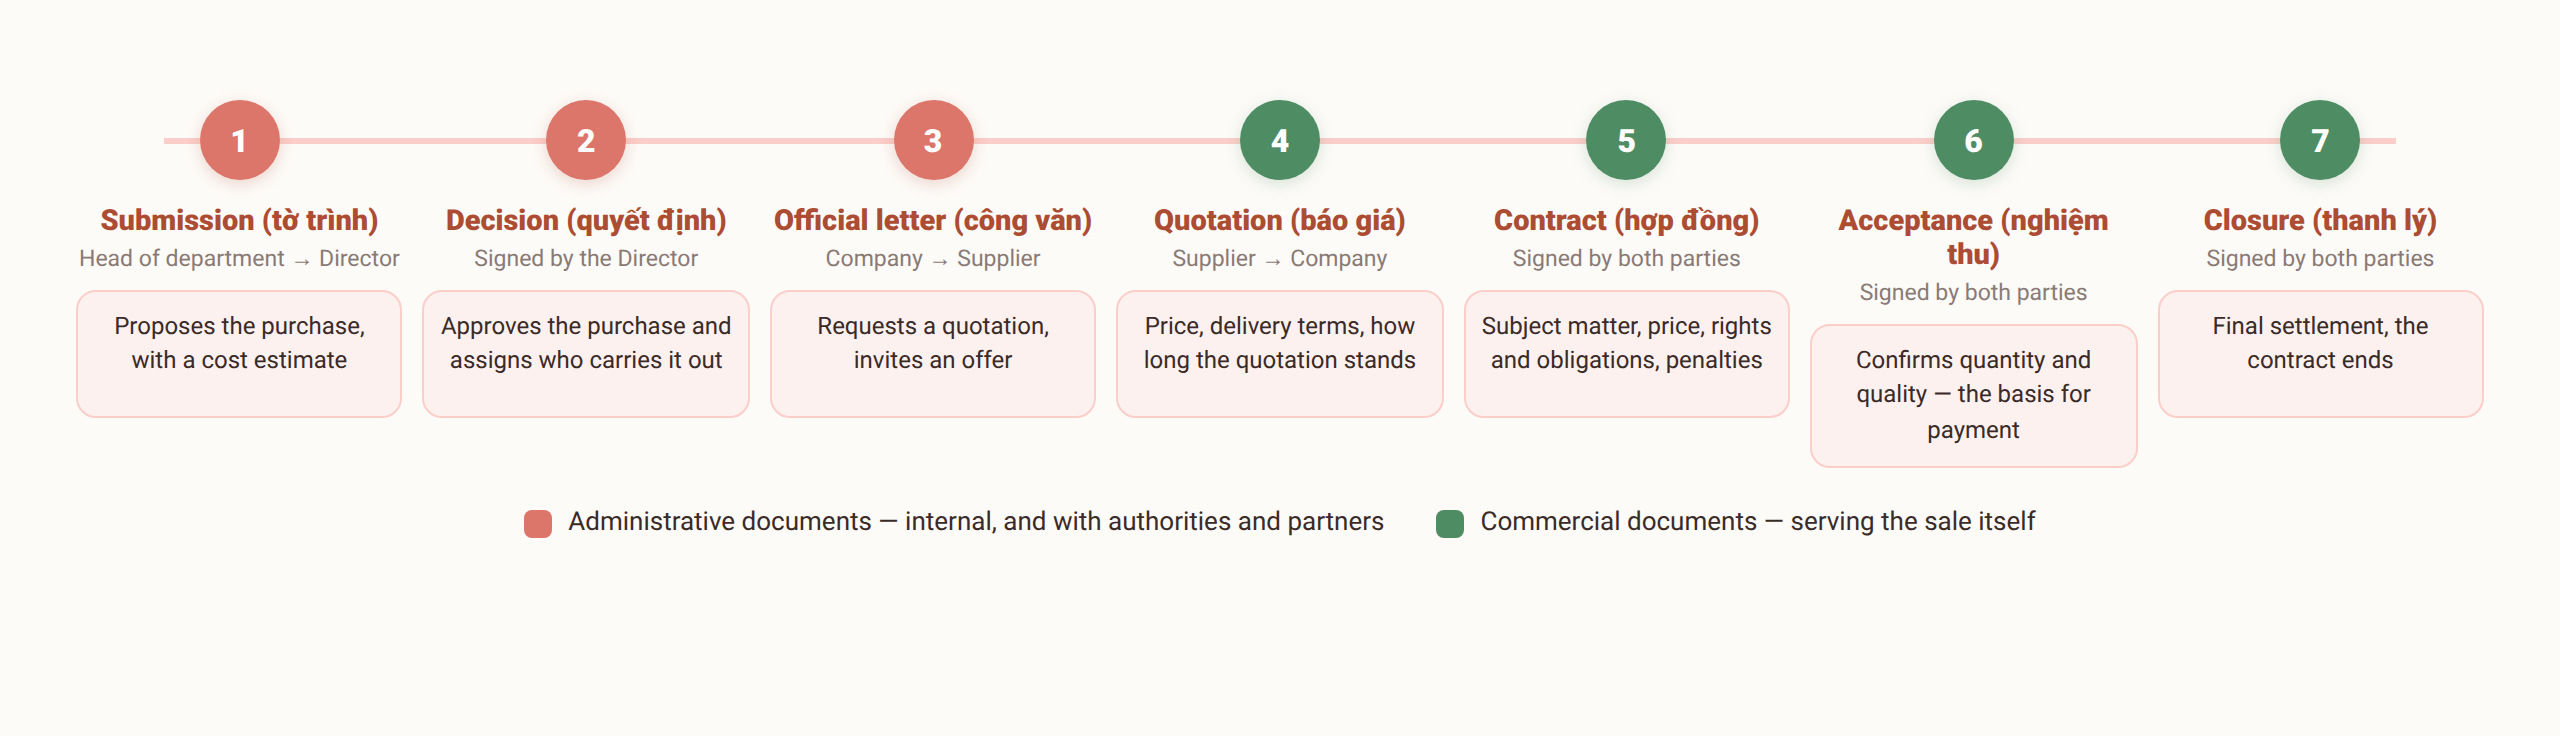 1
Submission (tờ trình)
Head of department → Director
Proposes the purchase,
with a cost estimate
2
Decision (quyết định)
Signed by the Director
Approves the purchase and
assigns who carries it out
3
Official letter (công văn)
Company → Supplier
Requests a quotation,
invites an offer
4
Quotation (báo giá)
Supplier → Company
Price, delivery terms, how
long the quotation stands
5
Contract (hợp đồng)
Signed by both parties
Subject matter, price, rights
and obligations, penalties
6
Acceptance (nghiệm
thu)
Signed by both parties
Confirms quantity and
quality — the basis for
payment
7
Closure (thanh lý)
Signed by both parties
Final settlement, the
contract ends
Administrative documents — internal, and with authorities and partners
Commercial documents — serving the sale itself